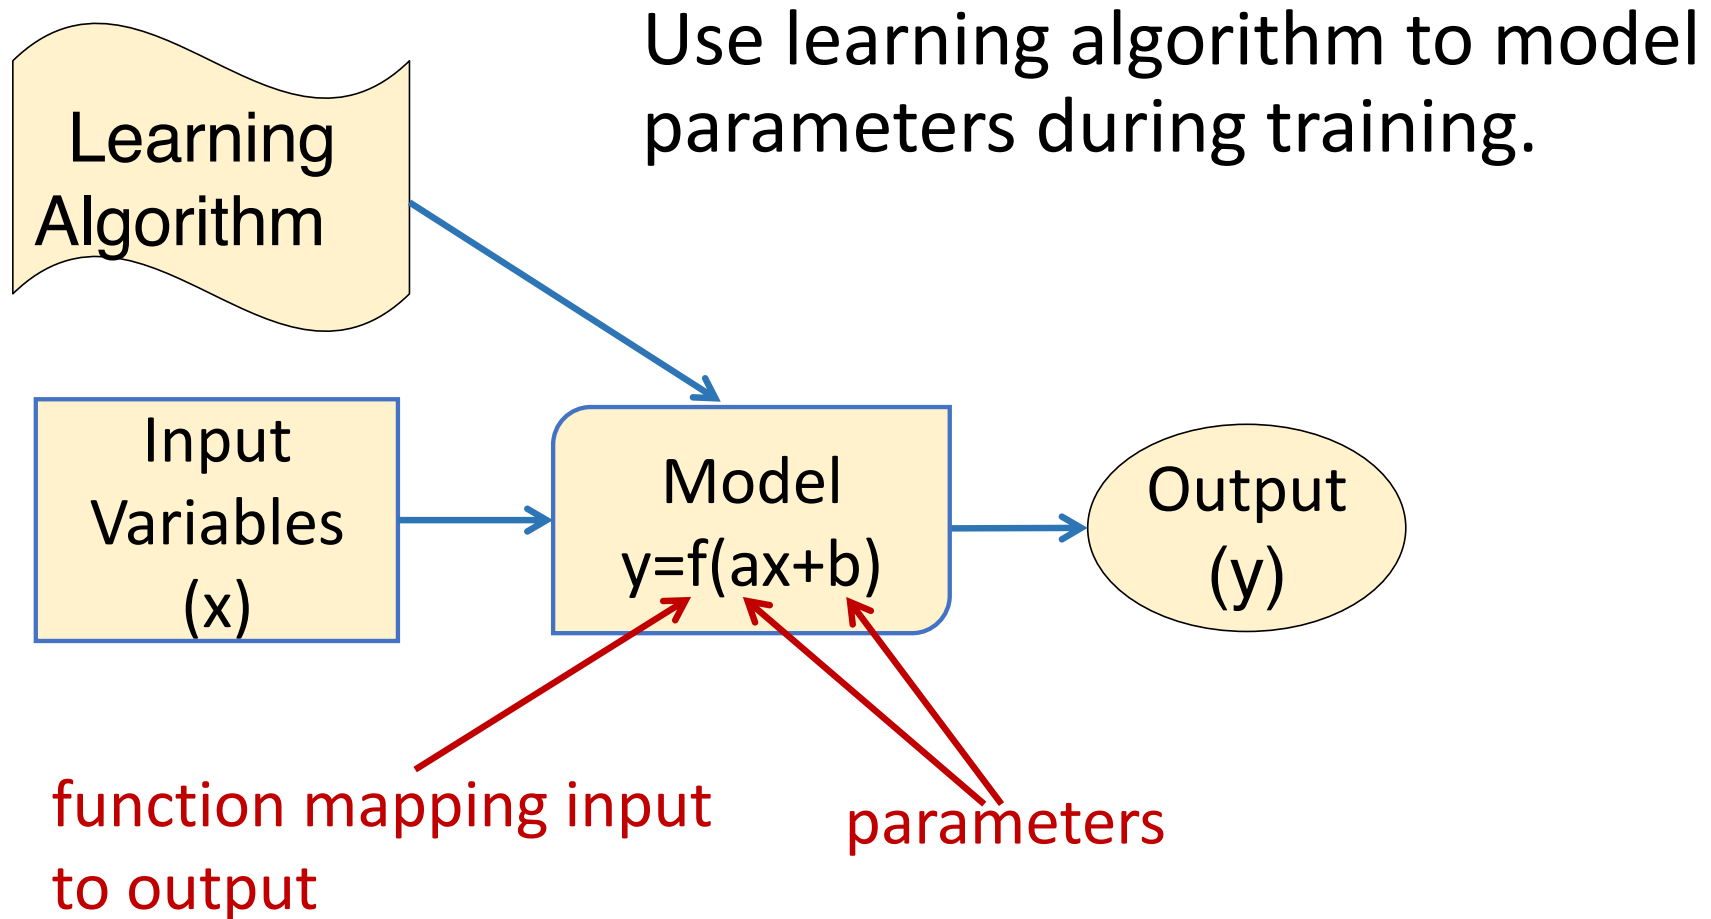 Use learning algorithm to model
parameters during training.
Learning
Algorithm
Input
Variables
(x)
Model
y=f(ax+b)
Output
(y)
function mapping input
to output
parameters